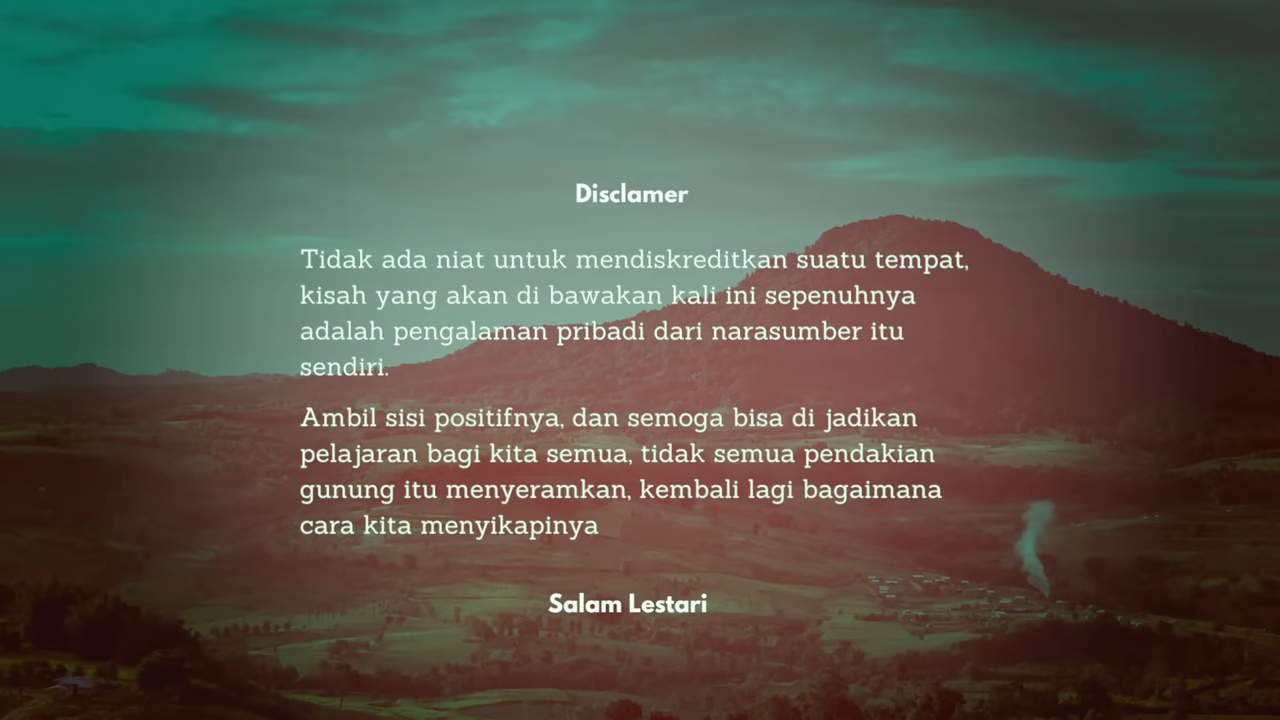 Disclamer
Tidak ada niat untuk mendiskreditkan suatu tempat,
kisah yang akan di bawakan kali ini sepenuhnya
adalah pengalaman pribadi dari narasumber itu
sendiri.
Ambil sisi positifnya, dan semoga bisa di jadikan
pelajaran bagi kita semua, tidak semua pendakian
gunung itu menyeramkan, kembali lagi bagaimana
cara kita menyikapinya
Salam Lestari